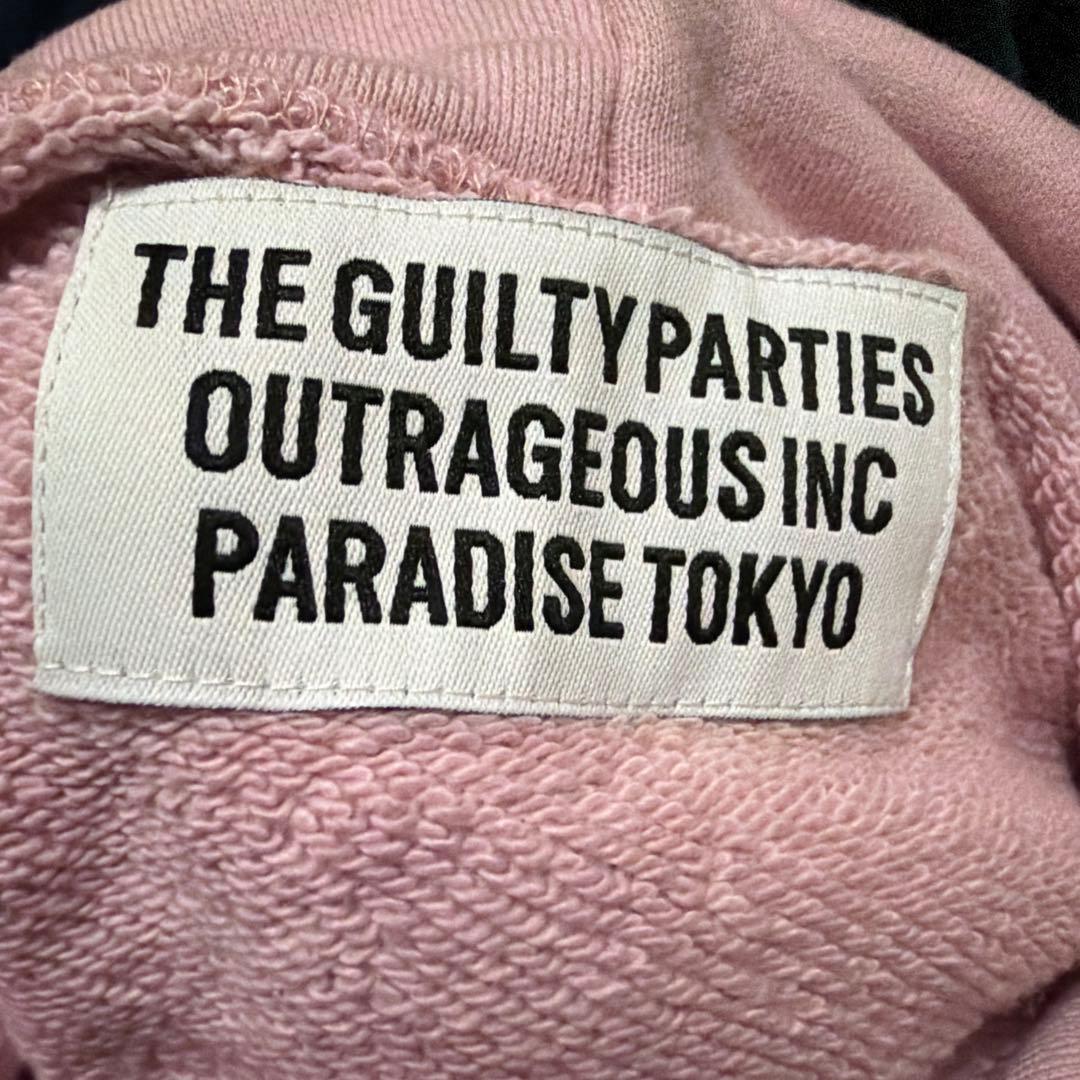 THE GUILTY PARTIES
OUTRAGEOUS INC
PARADISE TOKYO